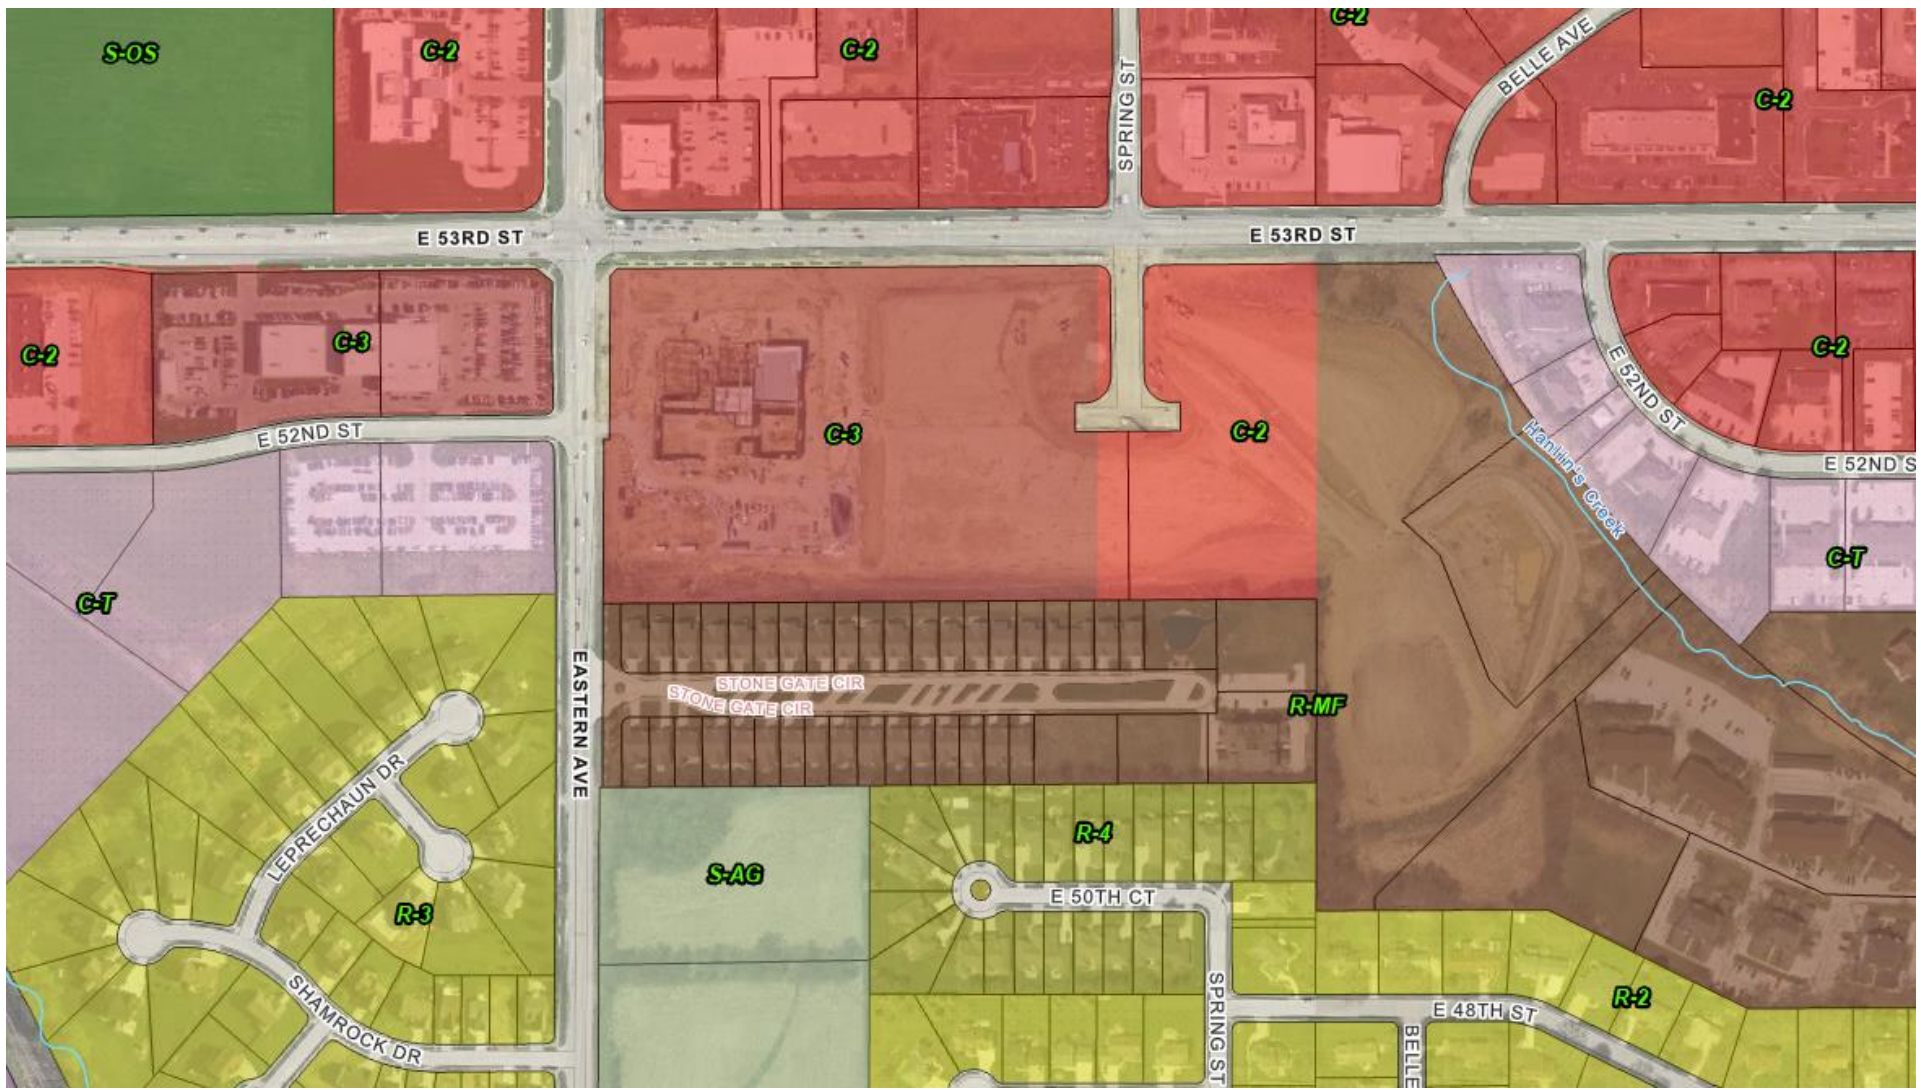 C-2
S-OS
C-2
C-2
BELLE AVE
C-2
SPRING ST
E 53RD ST
E 53RD ST
C-2
C-3
C-2
E 52ND ST
E 52ND ST
C-3
C-2
E 52ND S
Hanlin's Creek
C-T
C-T
STONE GATE CIR
STONE GATE CIR
R-MF
EASTERN AVE
LEPRECHAUN DR
R-4
S-AG
E 50TH CT
R-3
R-2
SHAMROCK DR
SPRING ST
E 48TH ST
BELLE